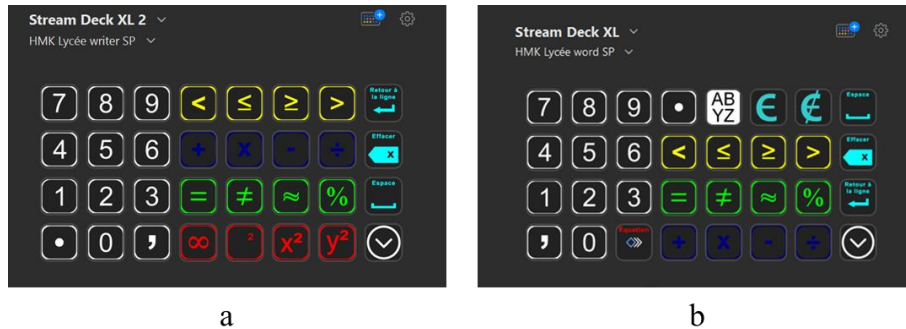 Stream Deck XL 2
HMK Lycée writer SP
7 8 9 < ≤ ≥ > Retour à la ligne
4 5 6 + x - ÷ Effacer x
1 2 3 = ≠ ≈ % Espace
• 0 , ∞ ² x² y²
a
Stream Deck XL
HMK Lycée word SP
7 8 9 • AB YZ ∈ ∉ Espace
4 5 6 < ≤ ≥ > Effacer x
1 2 3 = ≠ ≈ % Retour à la ligne
, 0 Equation + x - ÷
b